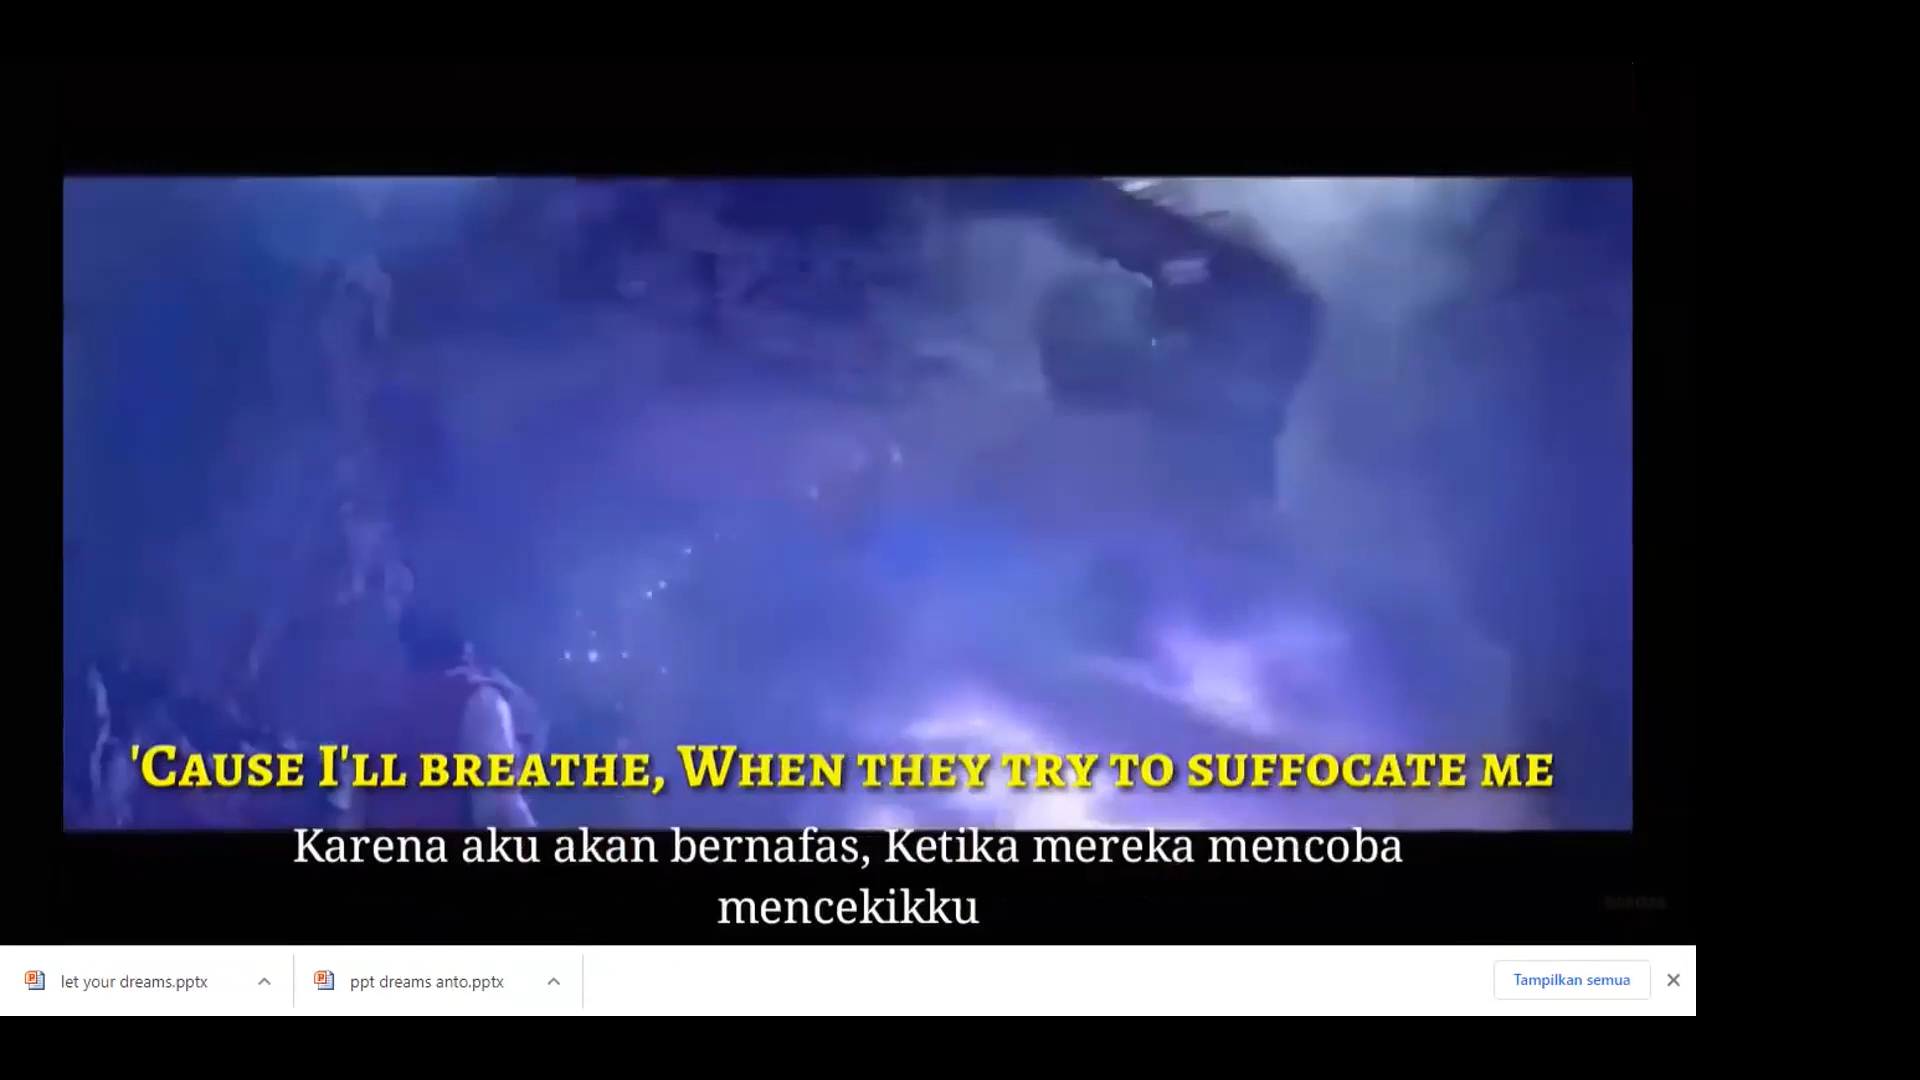 'Cause I'll breathe, When they try to suffocate me
Karena aku akan bernafas, Ketika mereka mencoba
mencekikku
let your dreams.pptx
ppt dreams anto.pptx
Tampilkan semua